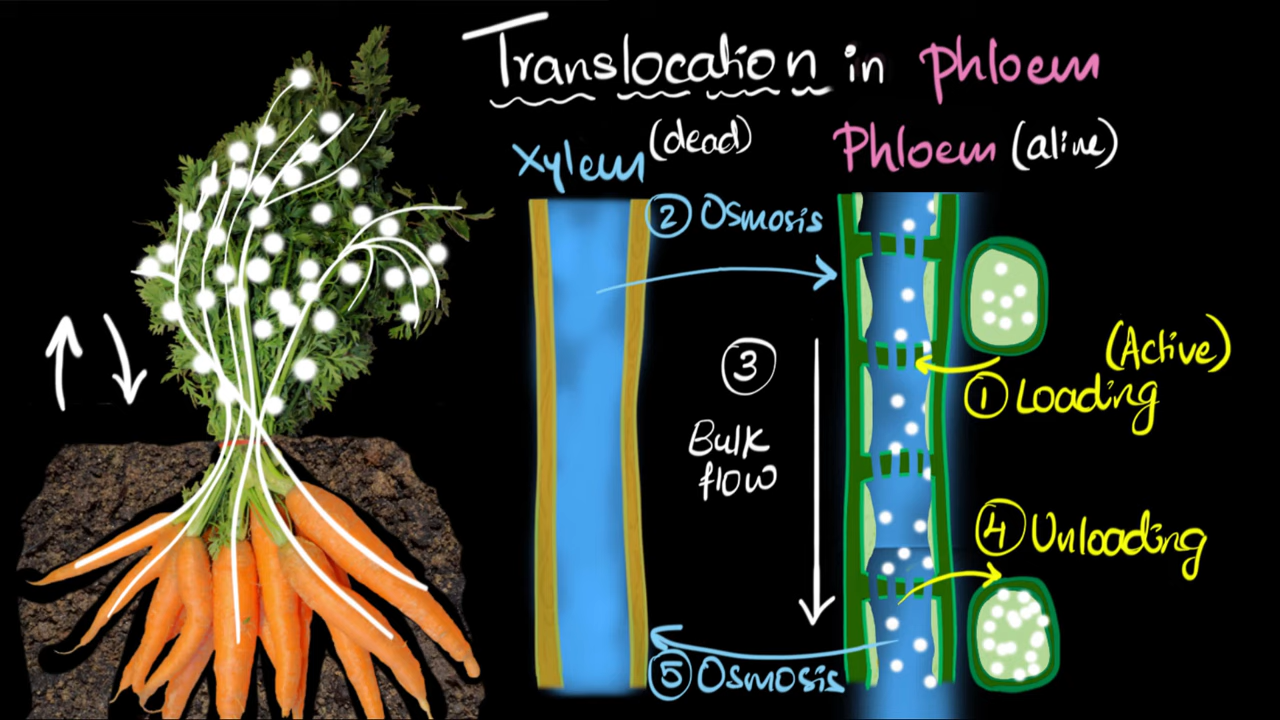 Translocation in Phloem
Xylem (dead)
Phloem (alive)
② Osmosis
③
Bulk
flow
(Active)
① Loading
④ Unloading
⑤ Osmosis